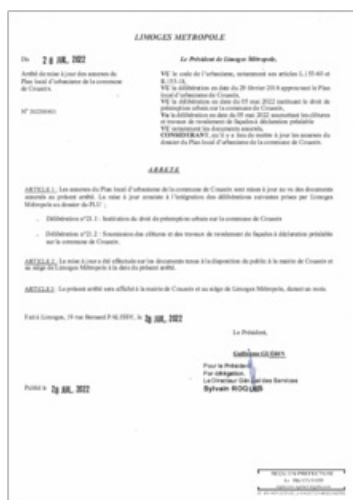 LIMOGES METROPOLE
Du 28 JUIL. 2022
Le Président de Limoges Métropole,
Arrêté de mise à jour des annexes du
Plan local d'urbanisme de la commune
de Couzeix
VU le code de l'urbanisme, notamment ses articles L.153-60 et
R.153-18,
VU la délibération en date du 29 février 2016 approuvant le Plan
local d'urbanisme de Couzeix,
VU la délibération en date du 05 mai 2022 instituant le droit de
préemption urbain sur la commune de Couzeix,
Vu la délibération en date du 05 mai 2022 soumettant les clôtures
et travaux de ravalement de façades à déclaration préalable
VU notamment les documents annexés,
CONSIDÉRANT, qu'il y a lieu de mettre à jour les annexes du
dossier du Plan local d'urbanisme de Couzeix,
N°
ARRETE
ARTICLE 1 : Les annexes du Plan local d'urbanisme de la commune de Couzeix sont mises à jour au vu des documents
annexés au présent arrêté. La mise à jour consiste à l'intégration des délibérations suivantes prises par Limoges
Métropole au dossier du PLU :
- Délibération n°21.1 : Institution du droit de préemption urbain sur la commune de Couzeix
- Délibération n°21.2 : Soumission des clôtures et des travaux de ravalement de façades à déclaration préalable
sur la commune de Couzeix.
ARTICLE 2 : La mise à jour a été effectuée sur les documents tenus à la disposition du public à la mairie de Couzeix et
au siège de Limoges Métropole à la date du présent arrêté.
ARTICLE 3 : Le présent arrêté sera affiché à la mairie de Couzeix et au siège de Limoges Métropole, durant un mois.
Fait à Limoges, 19 rue Bernard PALISSY, le 28 JUIL. 2022
Le Président,
Guillaume GUERIN
Pour le Président
Par délégation,
Le Directeur Général des Services
Sylvain ROQUES
Publié le 28 JUIL. 2022
RECU EN PREFECTURE